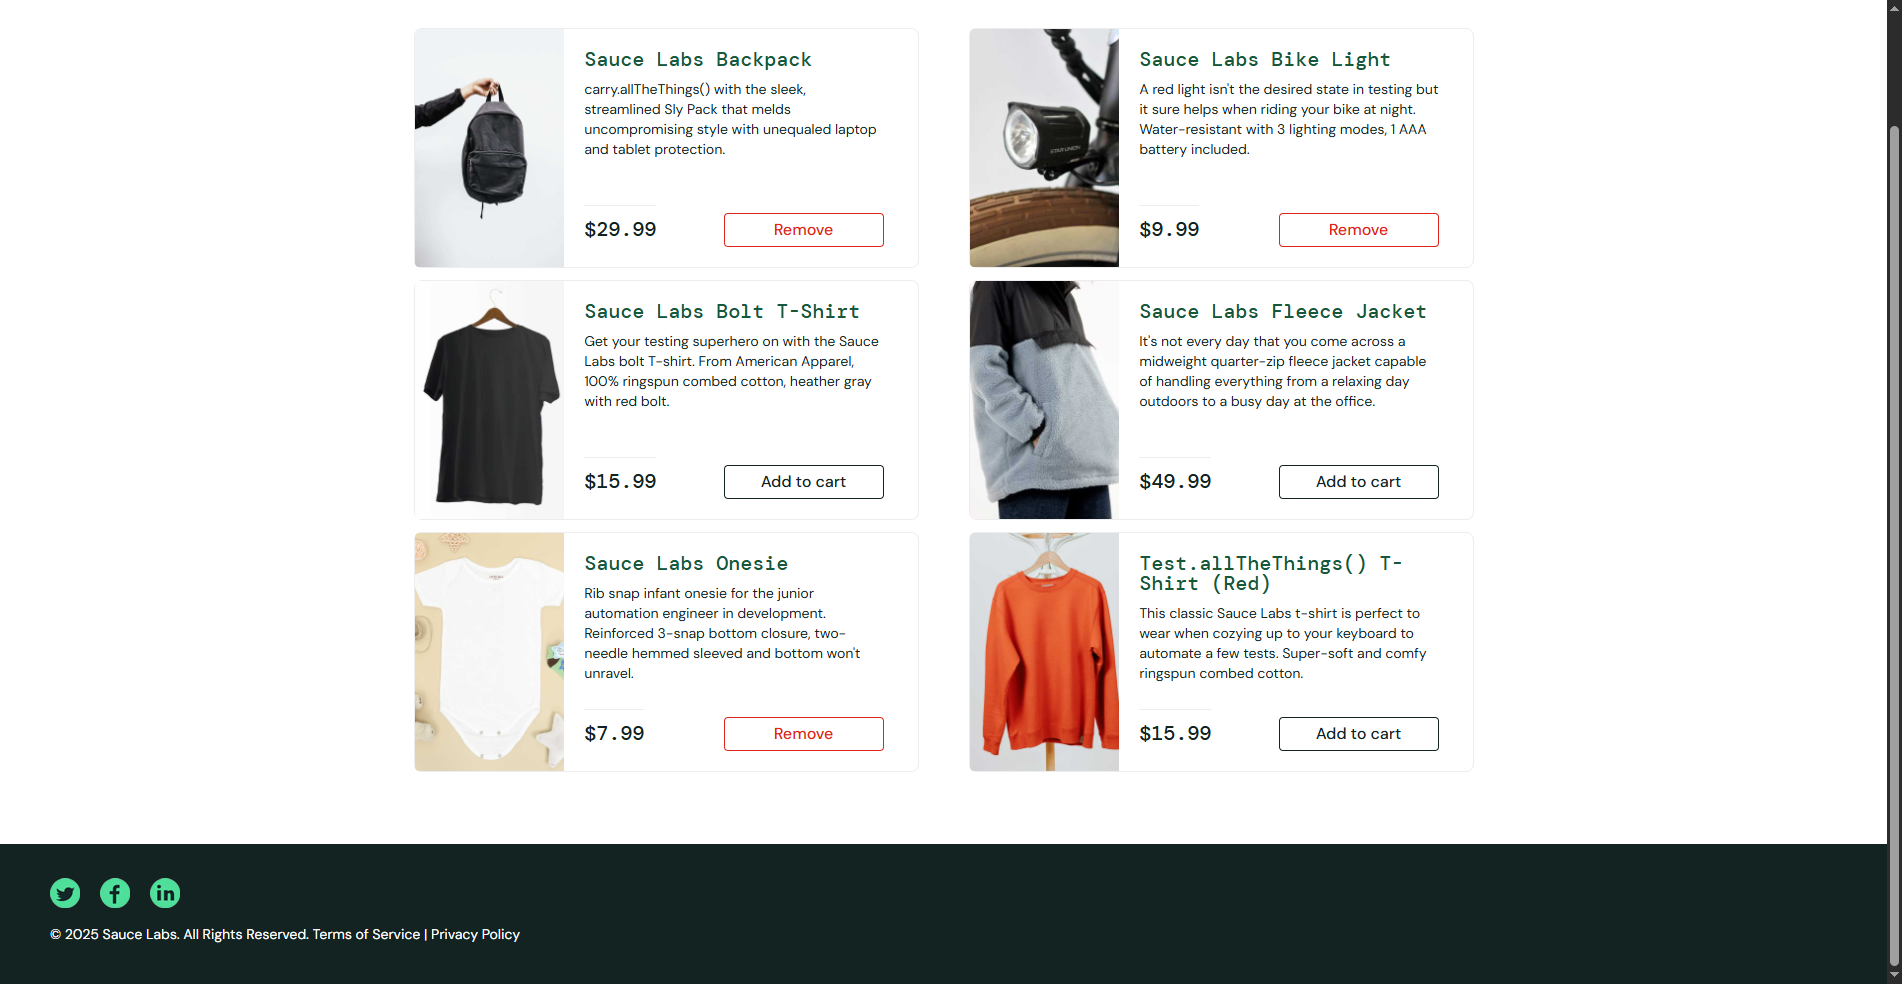 Sauce Labs Backpack
carry.allTheThings() with the sleek,
streamlined Sly Pack that melds
uncompromising style with unequaled laptop
and tablet protection.
$29.99
Remove
Sauce Labs Bike Light
A red light isn't the desired state in testing but
it sure helps when riding your bike at night.
Water-resistant with 3 lighting modes, 1 AAA
battery included.
$9.99
Remove
STAR UNION
Sauce Labs Bolt T-Shirt
Get your testing superhero on with the Sauce
Labs bolt T-shirt. From American Apparel,
100% ringspun combed cotton, heather gray
with red bolt.
$15.99
Add to cart
Sauce Labs Fleece Jacket
It's not every day that you come across a
midweight quarter-zip fleece jacket capable
of handling everything from a relaxing day
outdoors to a busy day at the office.
$49.99
Add to cart
Sauce Labs Onesie
Rib snap infant onesie for the junior
automation engineer in development.
Reinforced 3-snap bottom closure, two-
needle hemmed sleeved and bottom won't
unravel.
$7.99
Remove
Test.allTheThings() T-
Shirt (Red)
This classic Sauce Labs t-shirt is perfect to
wear when cozying up to your keyboard to
automate a few tests. Super-soft and comfy
ringspun combed cotton.
$15.99
Add to cart
© 2025 Sauce Labs. All Rights Reserved. Terms of Service | Privacy Policy